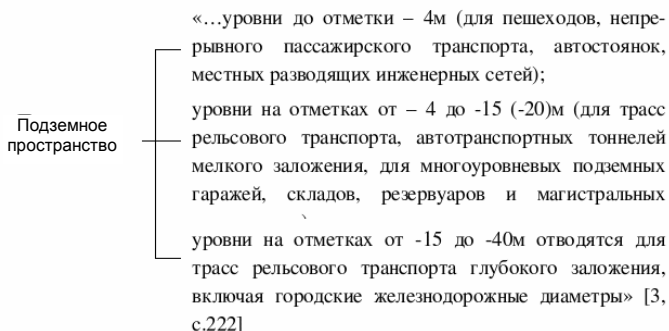 «…уровни до отметки – 4м (для пешеходов, непре-
рывного пассажирского транспорта, автостоянок,
местных разводящих инженерных сетей);
Подземное
пространство
уровни на отметках от – 4 до -15 (-20)м (для трасс
рельсового транспорта, автотранспортных тоннелей
мелкого заложения, для многоуровневых подземных
гаражей, складов, резервуаров и магистральных
уровни на отметках от -15 до -40м отводятся для
трасс рельсового транспорта глубокого заложения,
включая городские железнодорожные диаметры» [3,
с.222]